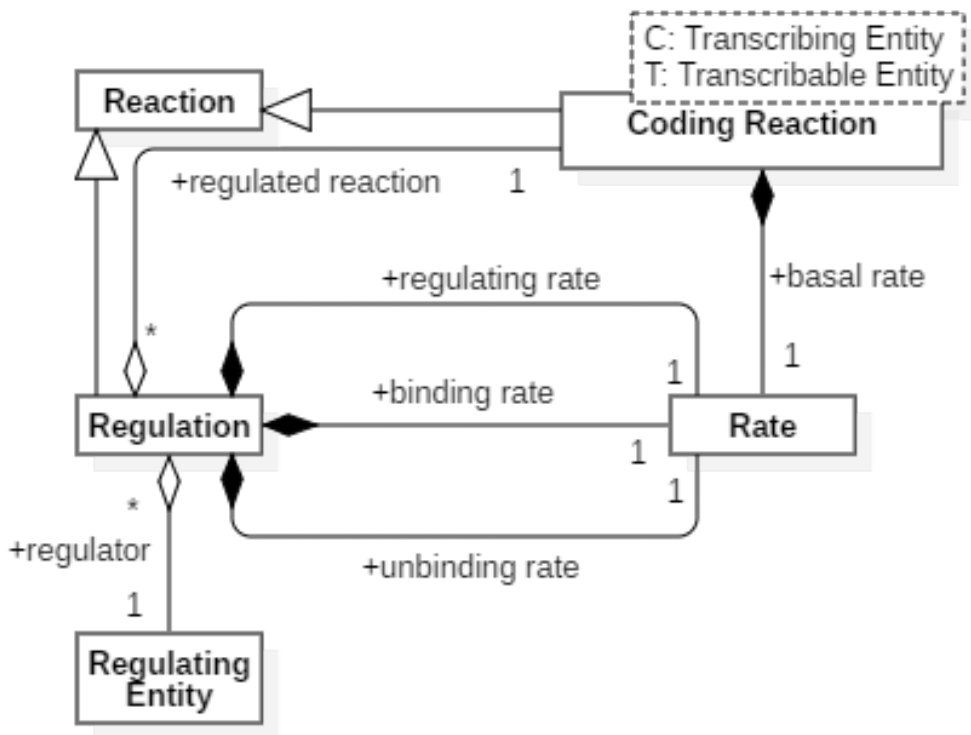 C: Transcribing Entity
T: Transcribable Entity
Reaction
Coding Reaction
+regulated reaction
1
+regulating rate
+basal rate
*
1
1
+binding rate
Regulation
Rate
1
1
*
+regulator
+unbinding rate
1
Regulating
Entity